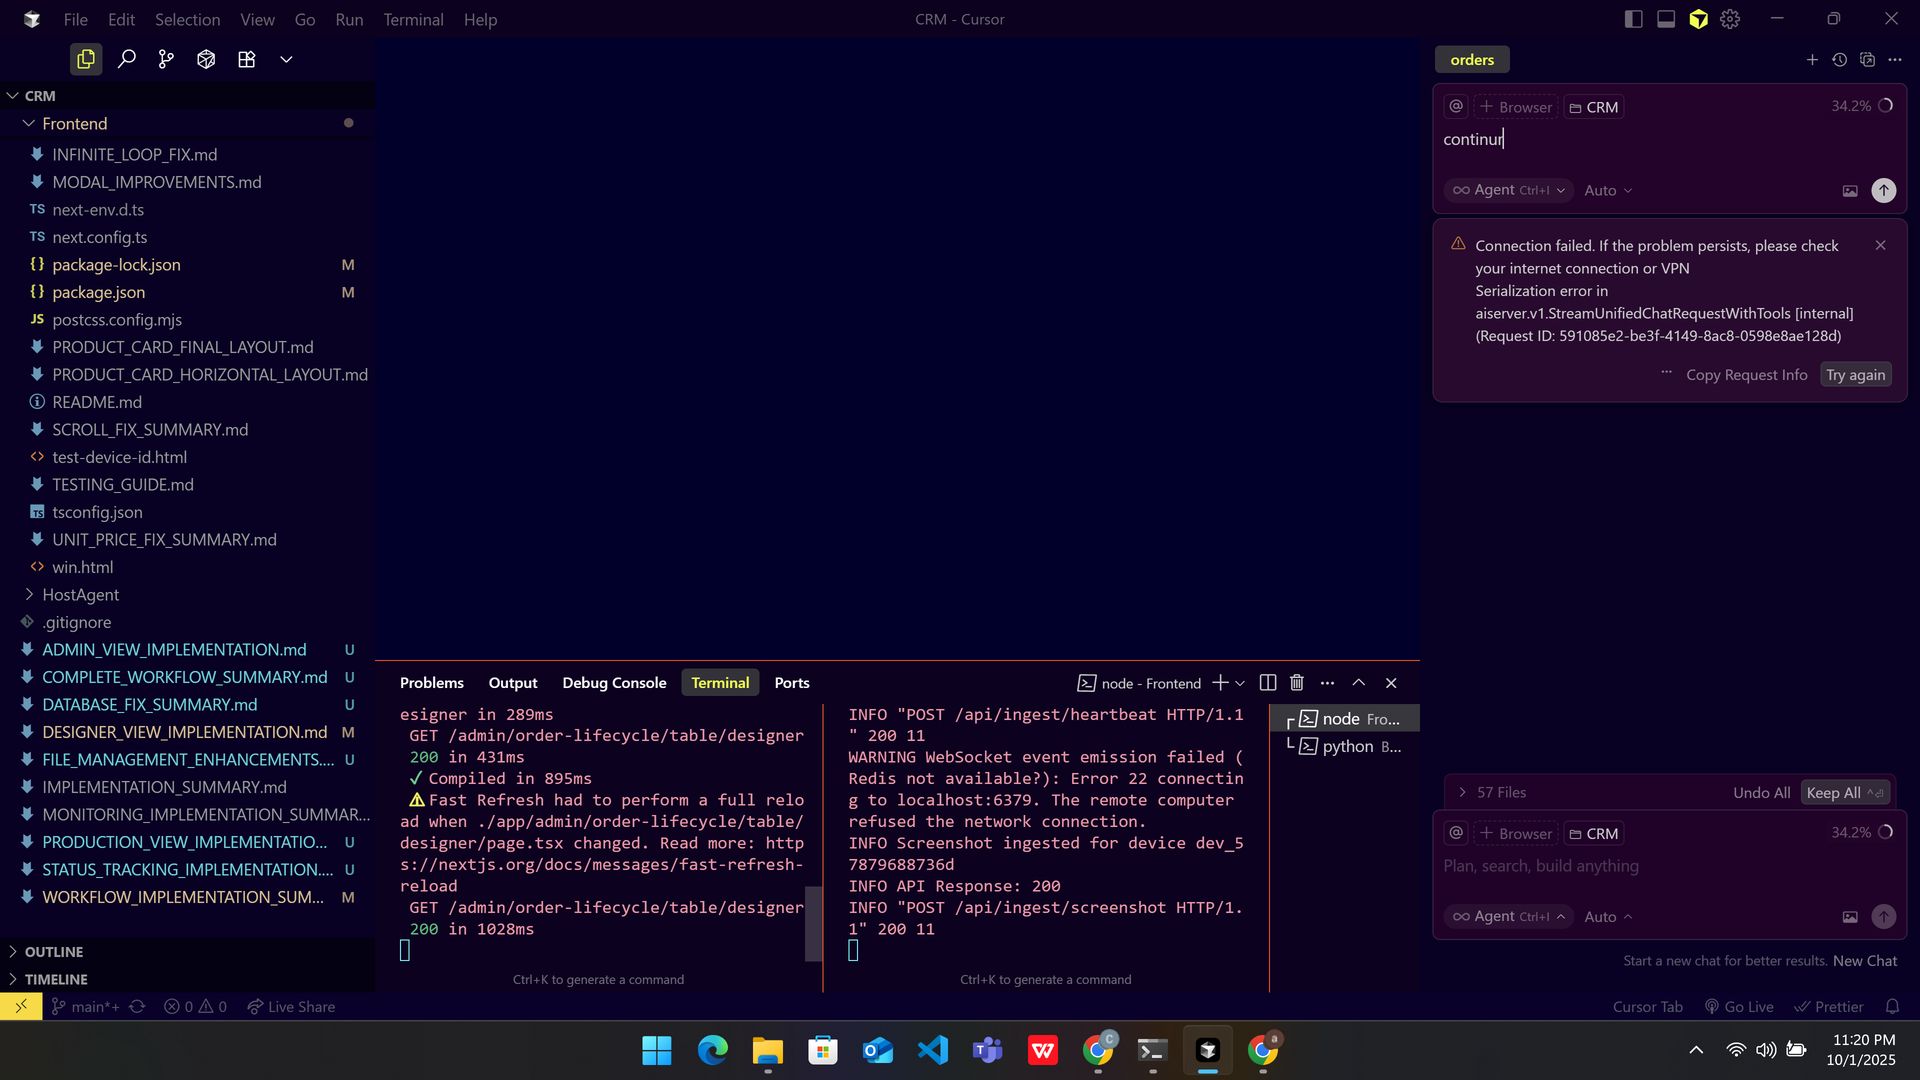 File Edit Selection View Go Run Terminal Help
CRM - Cursor
CRM
Frontend
INFINITE_LOOP_FIX.md
MODAL_IMPROVEMENTS.md
TS next-env.d.ts
TS next.config.ts
{} package-lock.json M
{} package.json M
JS postcss.config.mjs
PRODUCT_CARD_FINAL_LAYOUT.md
PRODUCT_CARD_HORIZONTAL_LAYOUT.md
README.md
SCROLL_FIX_SUMMARY.md
<> test-device-id.html
TESTING_GUIDE.md
TS tsconfig.json
UNIT_PRICE_FIX_SUMMARY.md
<> win.html
HostAgent
.gitignore
ADMIN_VIEW_IMPLEMENTATION.md U
COMPLETE_WORKFLOW_SUMMARY.md U
DATABASE_FIX_SUMMARY.md U
DESIGNER_VIEW_IMPLEMENTATION.md M
FILE_MANAGEMENT_ENHANCEMENTS.... U
IMPLEMENTATION_SUMMARY.md
MONITORING_IMPLEMENTATION_SUMMAR...
PRODUCTION_VIEW_IMPLEMENTATIO... U
STATUS_TRACKING_IMPLEMENTATION.... U
WORKFLOW_IMPLEMENTATION_SUM... M
OUTLINE
TIMELINE
Problems Output Debug Console Terminal Ports
node - Frontend
esigner in 289ms
GET /admin/order-lifecycle/table/designer
200 in 431ms
✓ Compiled in 895ms
⚠ Fast Refresh had to perform a full relo
ad when ./app/admin/order-lifecycle/table/
designer/page.tsx changed. Read more: http
s://nextjs.org/docs/messages/fast-refresh-
reload
GET /admin/order-lifecycle/table/designer
200 in 1028ms
Ctrl+K to generate a command
INFO "POST /api/ingest/heartbeat HTTP/1.1
" 200 11
WARNING WebSocket event emission failed (
Redis not available?): Error 22 connectin
g to localhost:6379. The remote computer
refused the network connection.
INFO Screenshot ingested for device dev_5
7879688736d
INFO API Response: 200
INFO "POST /api/ingest/screenshot HTTP/1.
1" 200 11
Ctrl+K to generate a command
node Fro...
python B...
orders
@ + Browser CRM 34.2%
continur
∞ Agent Ctrl+I Auto
Connection failed. If the problem persists, please check
your internet connection or VPN
Serialization error in
aiserver.v1.StreamUnifiedChatRequestWithTools [internal]
(Request ID: 591085e2-be3f-4149-8ac8-0598e8ae128d)
... Copy Request Info Try again
57 Files Undo All Keep All ^⏎
@ + Browser CRM 34.2%
Plan, search, build anything
∞ Agent Ctrl+I Auto
Start a new chat for better results. New Chat
main*+ 0 0 Live Share
Cursor Tab Go Live Prettier
11:20 PM
10/1/2025